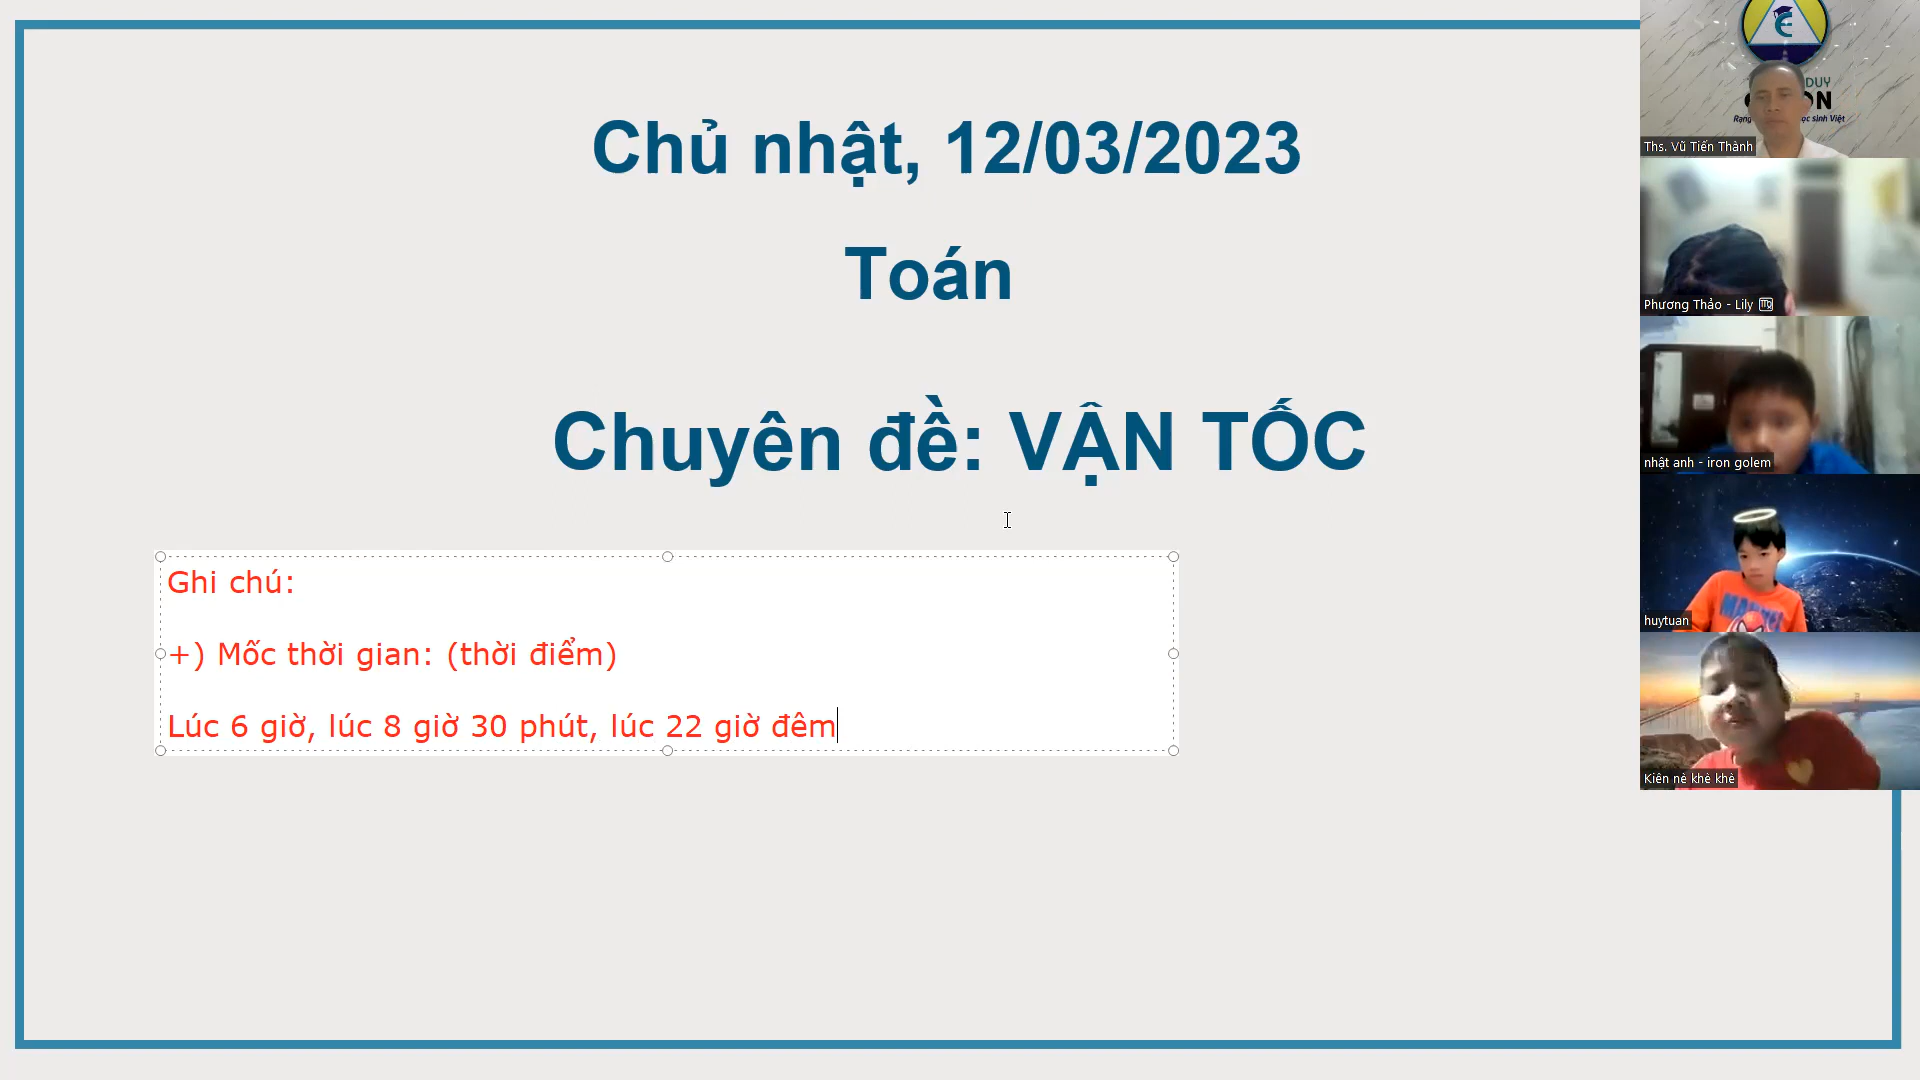 Chủ nhật, 12/03/2023
Toán
Chuyên đề: VẬN TỐC
Ghi chú:
+) Mốc thời gian: (thời điểm)
Lúc 6 giờ, lúc 8 giờ 30 phút, lúc 22 giờ đêm
DUY
Ths. Vũ Tiến Thành
Phương Thảo - Lily ♍
nhật anh - iron golem
huytuan
Kiên nè khè khè